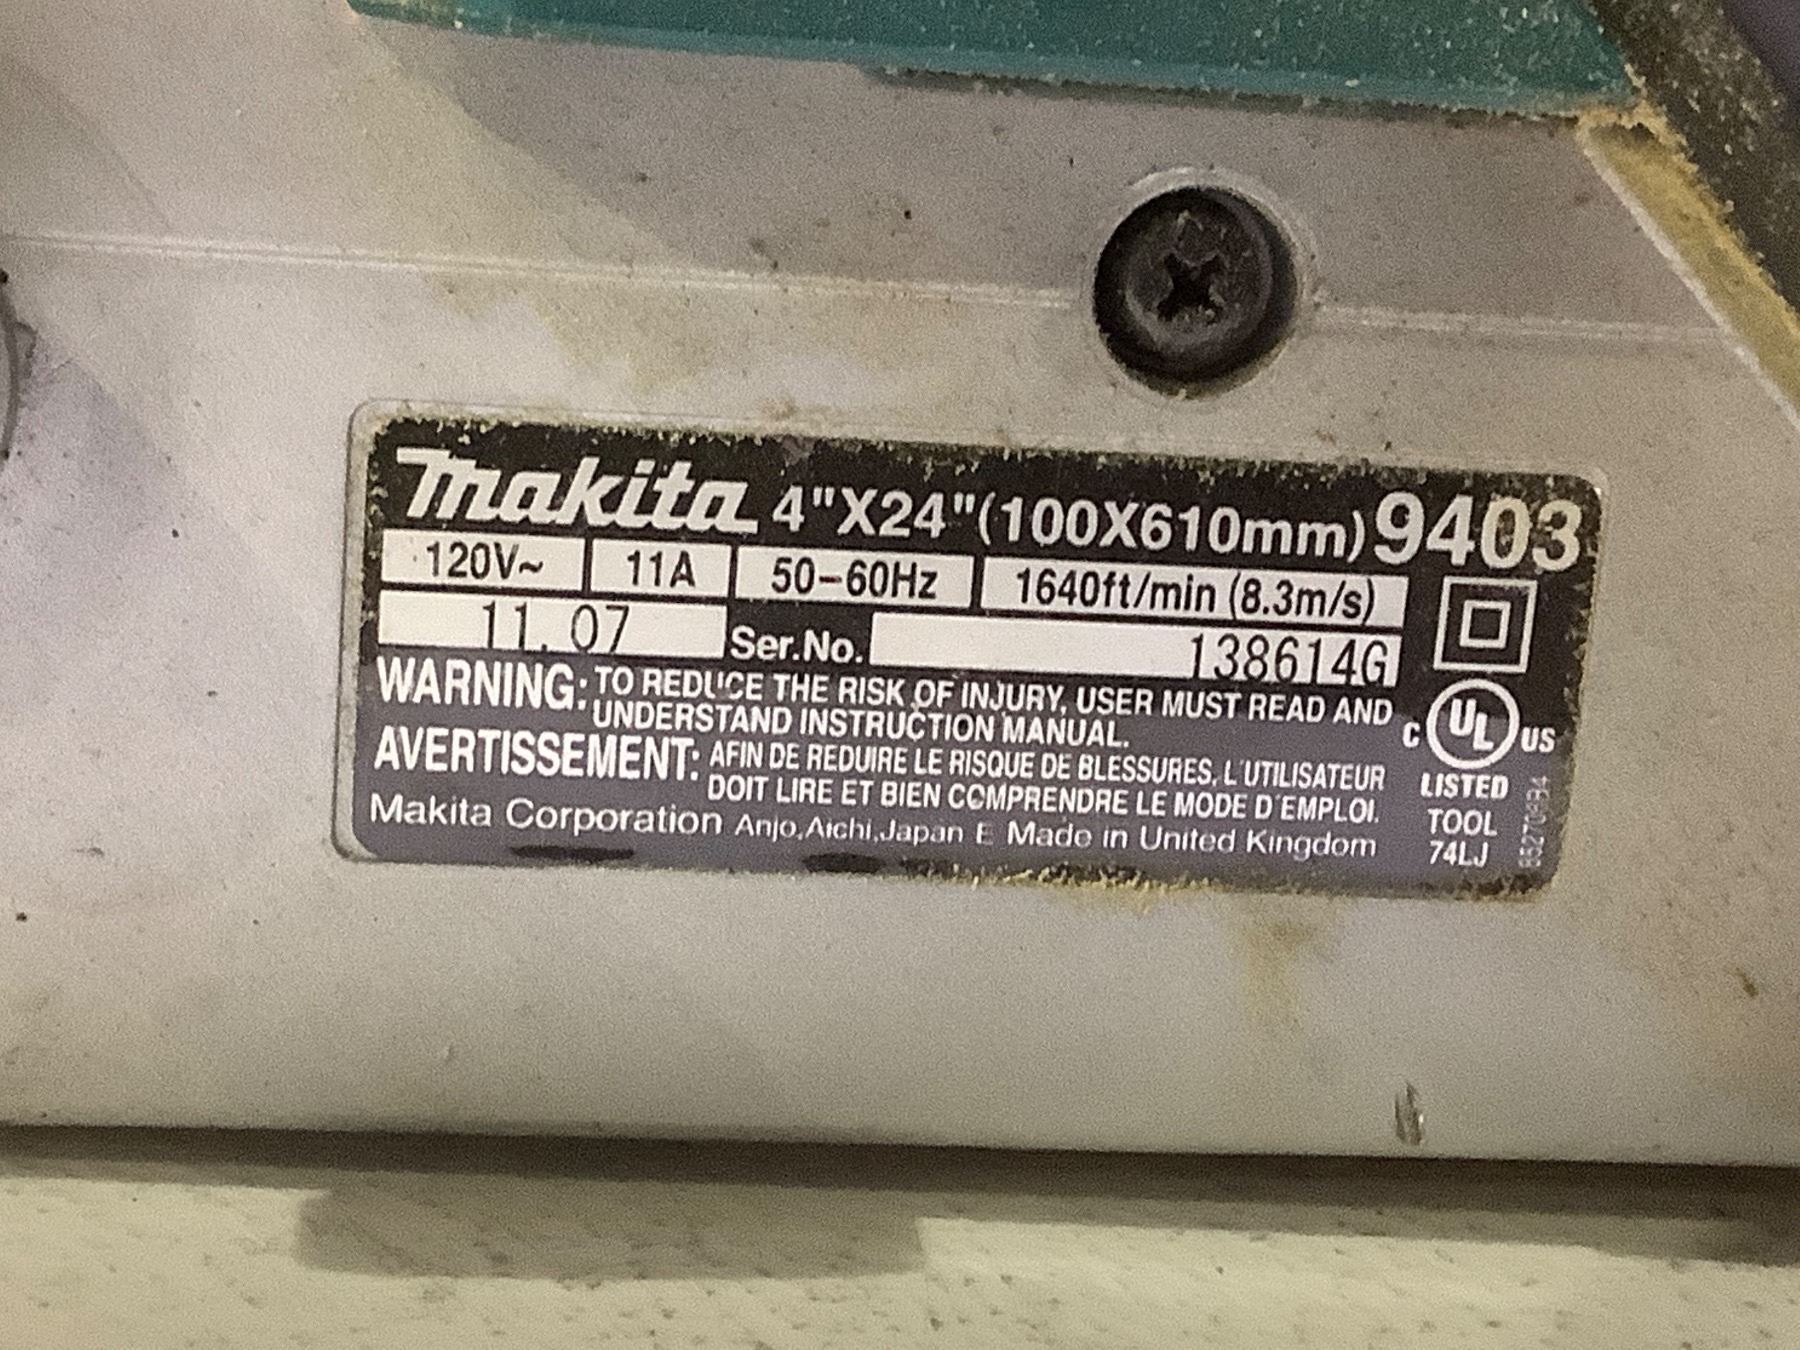 makita 4"X24"(100X610mm) 9403
120V~ 11A 50-60Hz 1640ft/min (8.3m/s)
11. 07 Ser.No. 138614G
WARNING: TO REDUCE THE RISK OF INJURY, USER MUST READ AND
UNDERSTAND INSTRUCTION MANUAL.
AVERTISSEMENT: AFIN DE REDUIRE LE RISQUE DE BLESSURES, L'UTILISATEUR
DOIT LIRE ET BIEN COMPRENDRE LE MODE D'EMPLOI.
Makita Corporation Anjo, Aichi, Japan E Made in United Kingdom
C UL US
LISTED
TOOL
74LJ